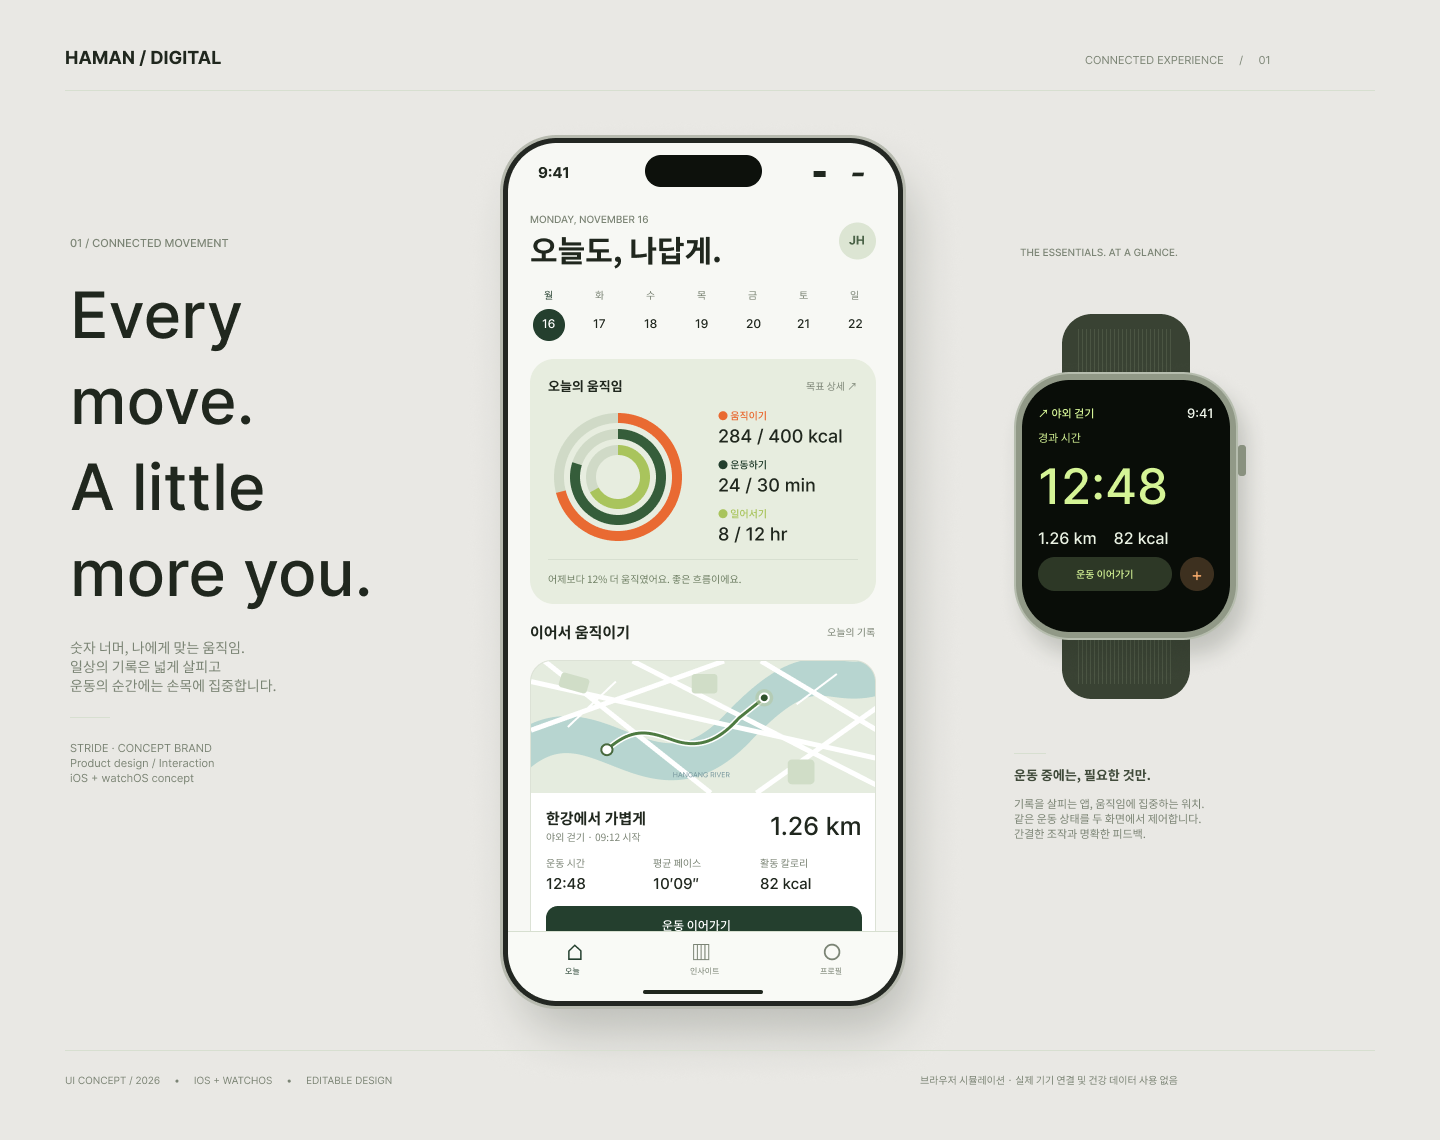 HAMAN / DIGITAL
CONNECTED EXPERIENCE / 01
01 / CONNECTED MOVEMENT
Every
move.
A little
more you.
숫자 너머, 나에게 맞는 움직임.
일상의 기록은 넓게 살피고
운동의 순간에는 손목에 집중합니다.
STRIDE · CONCEPT BRAND
Product design / Interaction
iOS + watchOS concept
9:41
MONDAY, NOVEMBER 16
오늘도, 나답게.
JH
월 화 수 목 금 토 일
16 17 18 19 20 21 22
오늘의 움직임
목표 상세 ↗
움직이기
284 / 400 kcal
운동하기
24 / 30 min
일어서기
8 / 12 hr
어제보다 12% 더 움직였어요. 좋은 흐름이에요.
이어서 움직이기
오늘의 기록
HANGANG RIVER
한강에서 가볍게
야외 걷기 · 09:12 시작
1.26 km
운동 시간 평균 페이스 활동 칼로리
12:48 10'09" 82 kcal
운동 이어가기
오늘 인사이트 프로필
THE ESSENTIALS. AT A GLANCE.
↗ 야외 걷기 9:41
경과 시간
12:48
1.26 km 82 kcal
운동 이어가기 +
운동 중에는, 필요한 것만.
기록을 살피는 앱, 움직임에 집중하는 워치.
같은 운동 상태를 두 화면에서 제어합니다.
간결한 조작과 명확한 피드백.
UI CONCEPT / 2026 • IOS + WATCHOS • EDITABLE DESIGN
브라우저 시뮬레이션 · 실제 기기 연결 및 건강 데이터 사용 없음